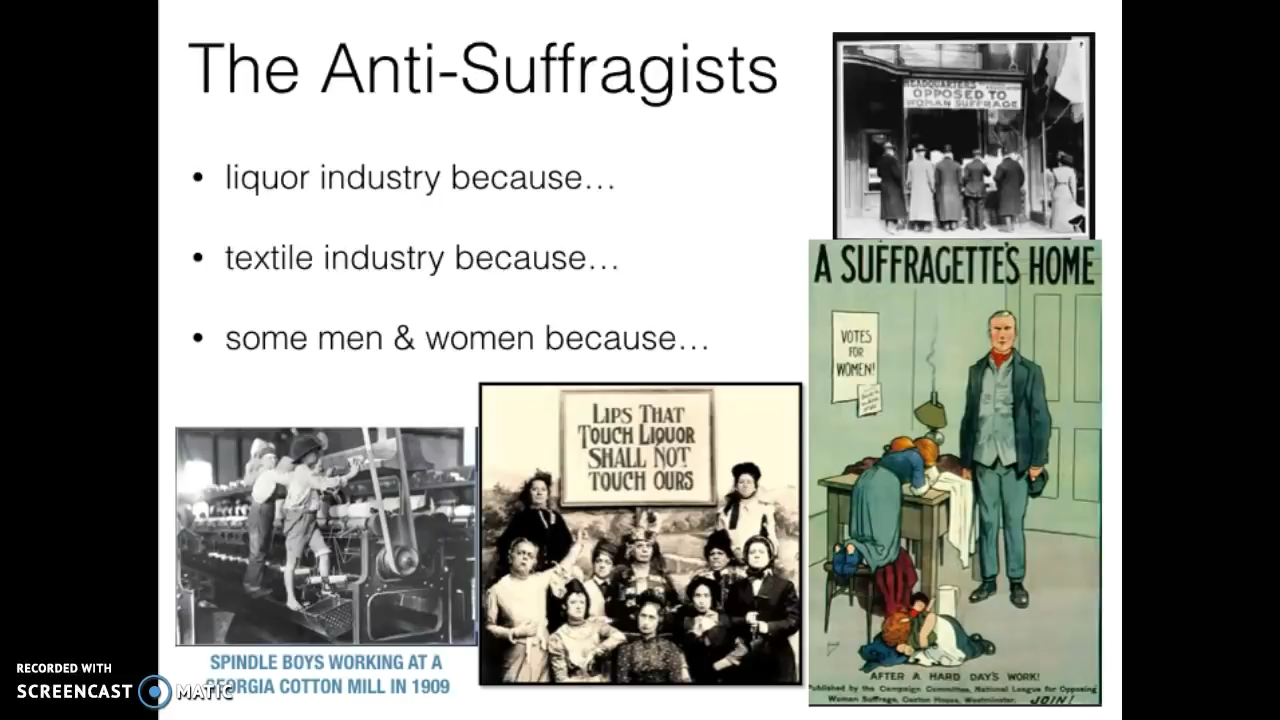 The Anti-Suffragists
• liquor industry because…
• textile industry because…
• some men & women because…
HEADQUARTERS
OPPOSED TO
WOMAN SUFFRAGE
A SUFFRAGETTE'S HOME
VOTES
FOR
WOMEN!
AFTER A HARD DAY'S WORK!
Published by the Campaign Committee, National League for Opposing
Woman Suffrage, Caxton House, Westminster. JOIN!
LIPS THAT
TOUCH LIQUOR
SHALL NOT
TOUCH OURS
SPINDLE BOYS WORKING AT A
GEORGIA COTTON MILL IN 1909
RECORDED WITH
SCREENCAST MATIC